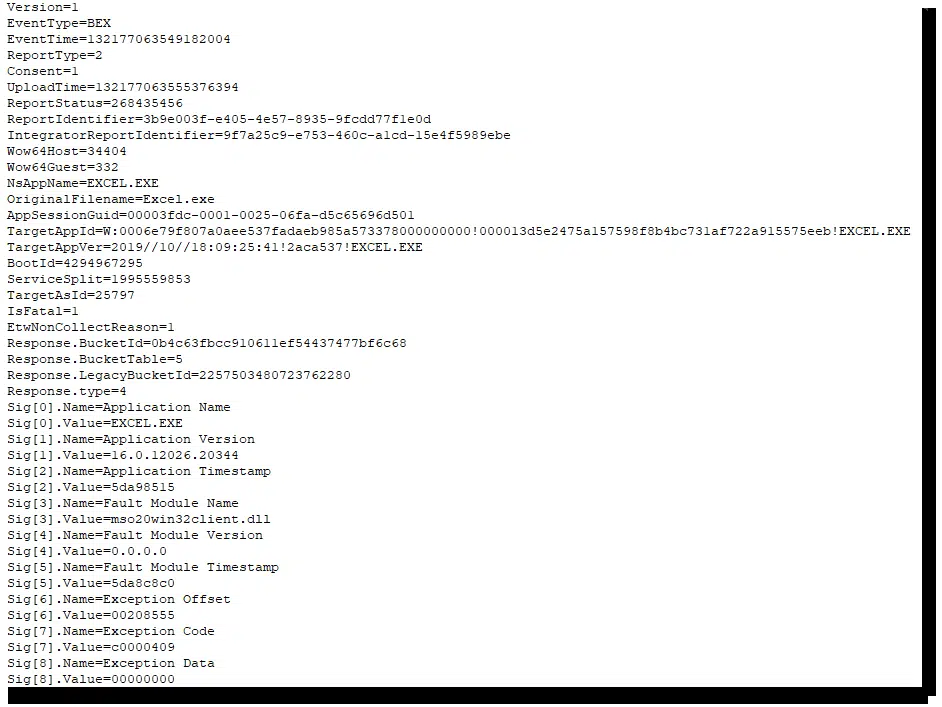 Version=1
EventType=BEX
EventTime=132177063549182004
ReportType=2
Consent=1
UploadTime=132177063555376394
ReportStatus=268435456
ReportIdentifier=3b9e003f-e405-4e57-8935-9fcdd77f1e0d
IntegratorReportIdentifier=9f7a25c9-e753-460c-a1cd-15e4f5989ebe
Wow64Host=34404
Wow64Guest=332
NsAppName=EXCEL.EXE
OriginalFilename=Excel.exe
AppSessionGuid=00003fdc-0001-0025-06fa-d5c65696d501
TargetAppId=W:0006e79f807a0aee537fadaeb985a573378000000000!000013d5e2475a157598f8b4bc731af722a915575eeb!EXCEL.EXE
TargetAppVer=2019//10//18:09:25:41!2aca537!EXCEL.EXE
BootId=4294967295
ServiceSplit=1995559853
TargetAsId=25797
IsFatal=1
EtwNonCollectReason=1
Response.BucketId=0b4c63fbcc910611ef54437477bf6c68
Response.BucketTable=5
Response.LegacyBucketId=2257503480723762280
Response.type=4
Sig[0].Name=Application Name
Sig[0].Value=EXCEL.EXE
Sig[1].Name=Application Version
Sig[1].Value=16.0.12026.20344
Sig[2].Name=Application Timestamp
Sig[2].Value=5da98515
Sig[3].Name=Fault Module Name
Sig[3].Value=mso20win32client.dll
Sig[4].Name=Fault Module Version
Sig[4].Value=0.0.0.0
Sig[5].Name=Fault Module Timestamp
Sig[5].Value=5da8c8c0
Sig[6].Name=Exception Offset
Sig[6].Value=00208555
Sig[7].Name=Exception Code
Sig[7].Value=c0000409
Sig[8].Name=Exception Data
Sig[8].Value=00000000